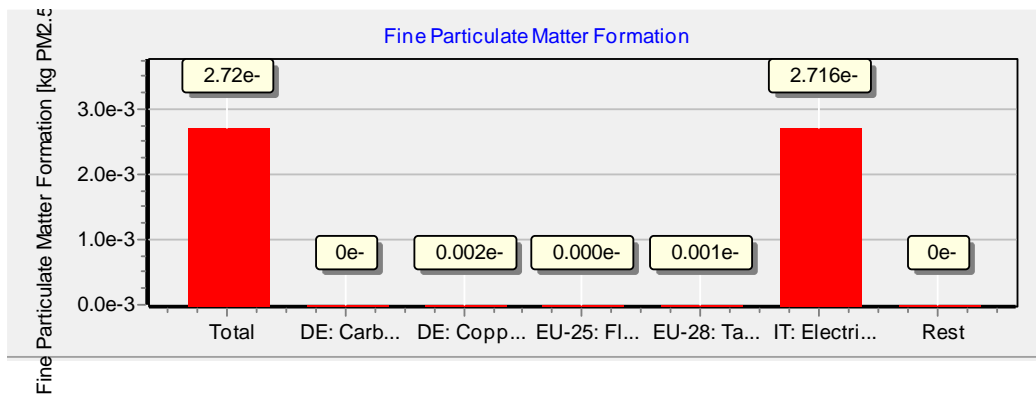 Fine Particulate Matter Formation
Fine Particulate Matter Formation [kg PM2.5
2.72e-
2.716e-
3.0e-3
2.0e-3
1.0e-3
0e-
0.002e-
0.000e-
0.001e-
0e-
0.0e-3
Total DE: Carb... DE: Copp... EU-25: Fl... EU-28: Ta... IT: Electri... Rest